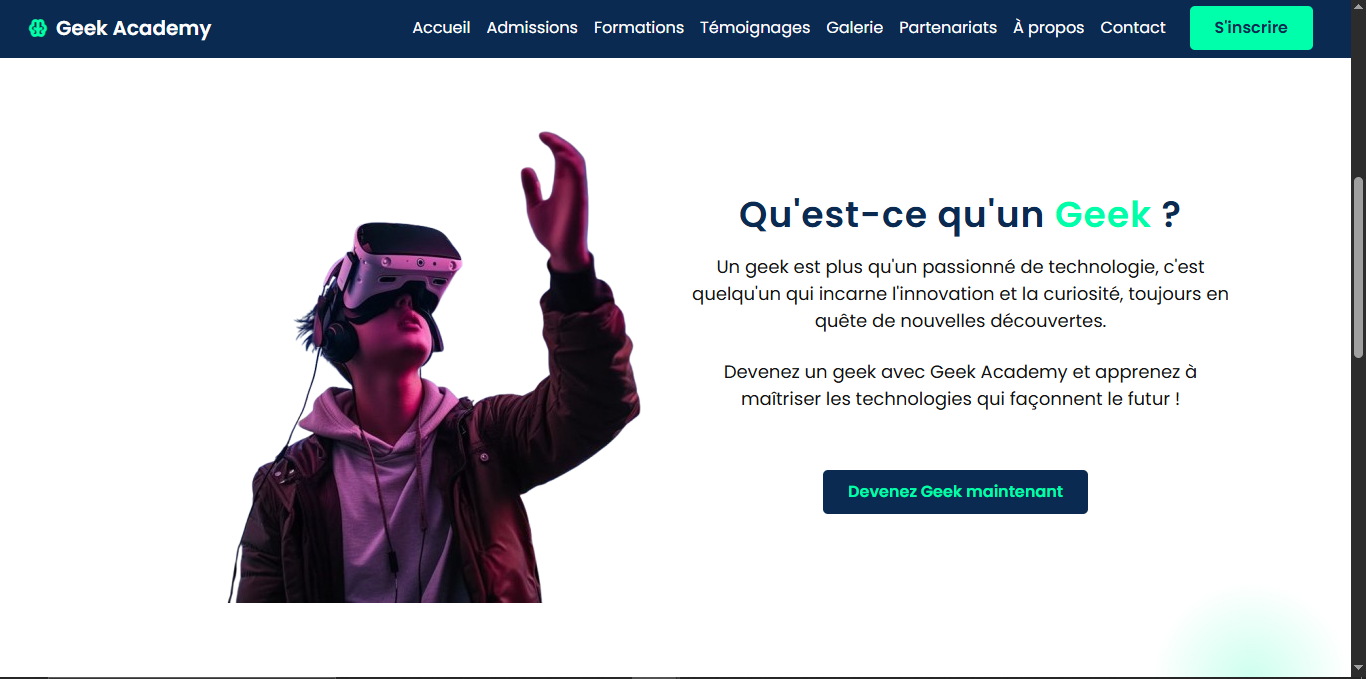 Geek Academy
Accueil Admissions Formations Témoignages Galerie Partenariats À propos Contact S'inscrire
Qu'est-ce qu'un Geek ?
Un geek est plus qu'un passionné de technologie, c'est
quelqu'un qui incarne l'innovation et la curiosité, toujours en
quête de nouvelles découvertes.
Devenez un geek avec Geek Academy et apprenez à
maîtriser les technologies qui façonnent le futur !
Devenez Geek maintenant